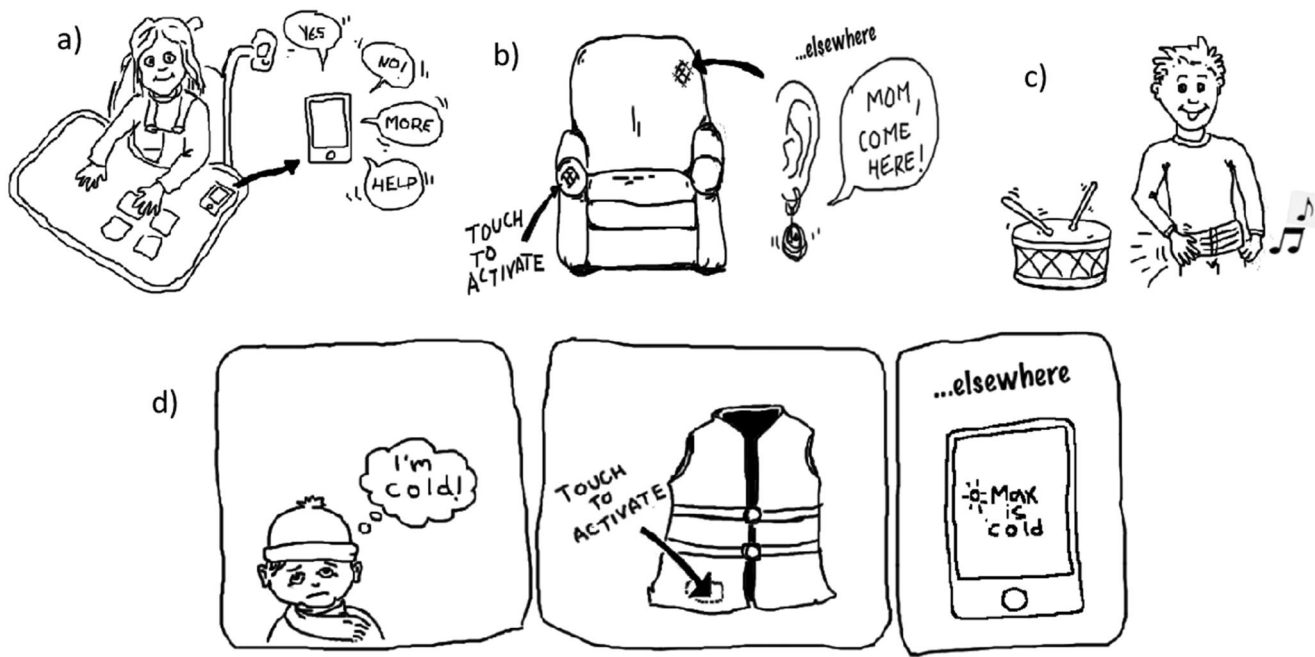 a)
YES
NO!
MORE
HELP
b)
...elsewhere
MOM,
COME
HERE!
TOUCH
TO
ACTIVATE
c)
d)
I'm
cold!
TOUCH
TO
ACTIVATE
...elsewhere
Max
is
cold